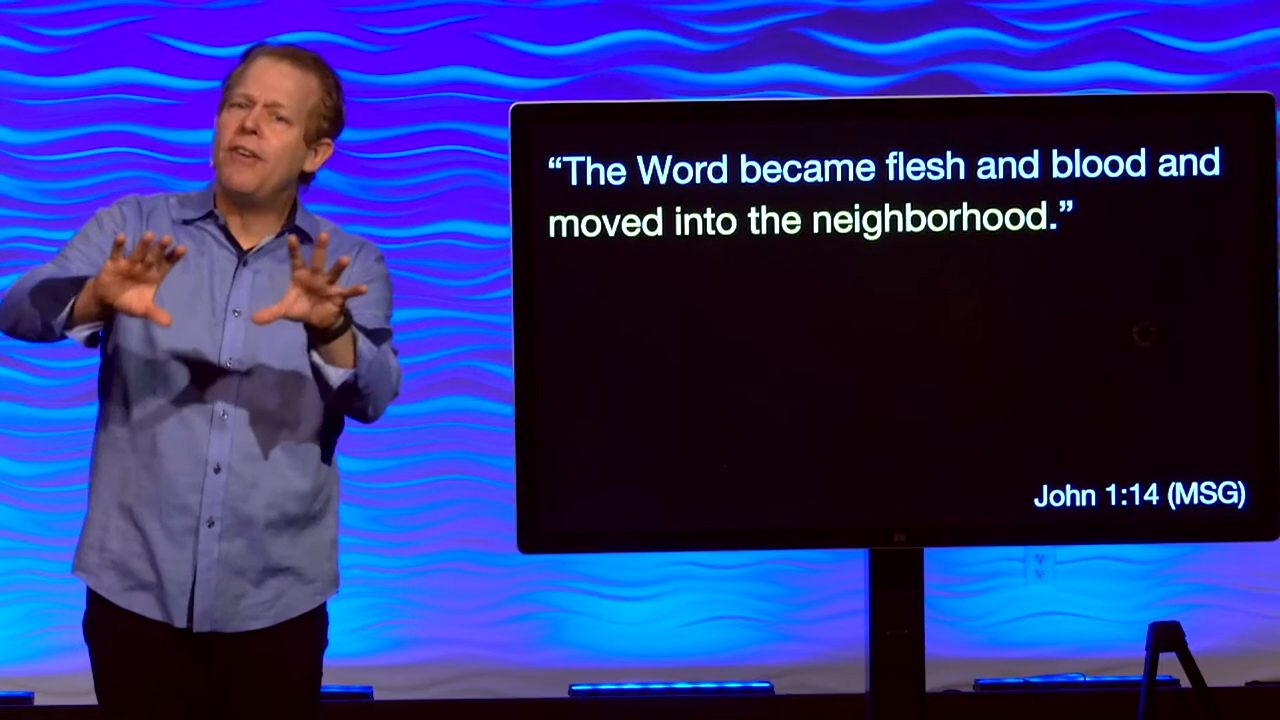 “The Word became flesh and blood and
moved into the neighborhood.”
John 1:14 (MSG)